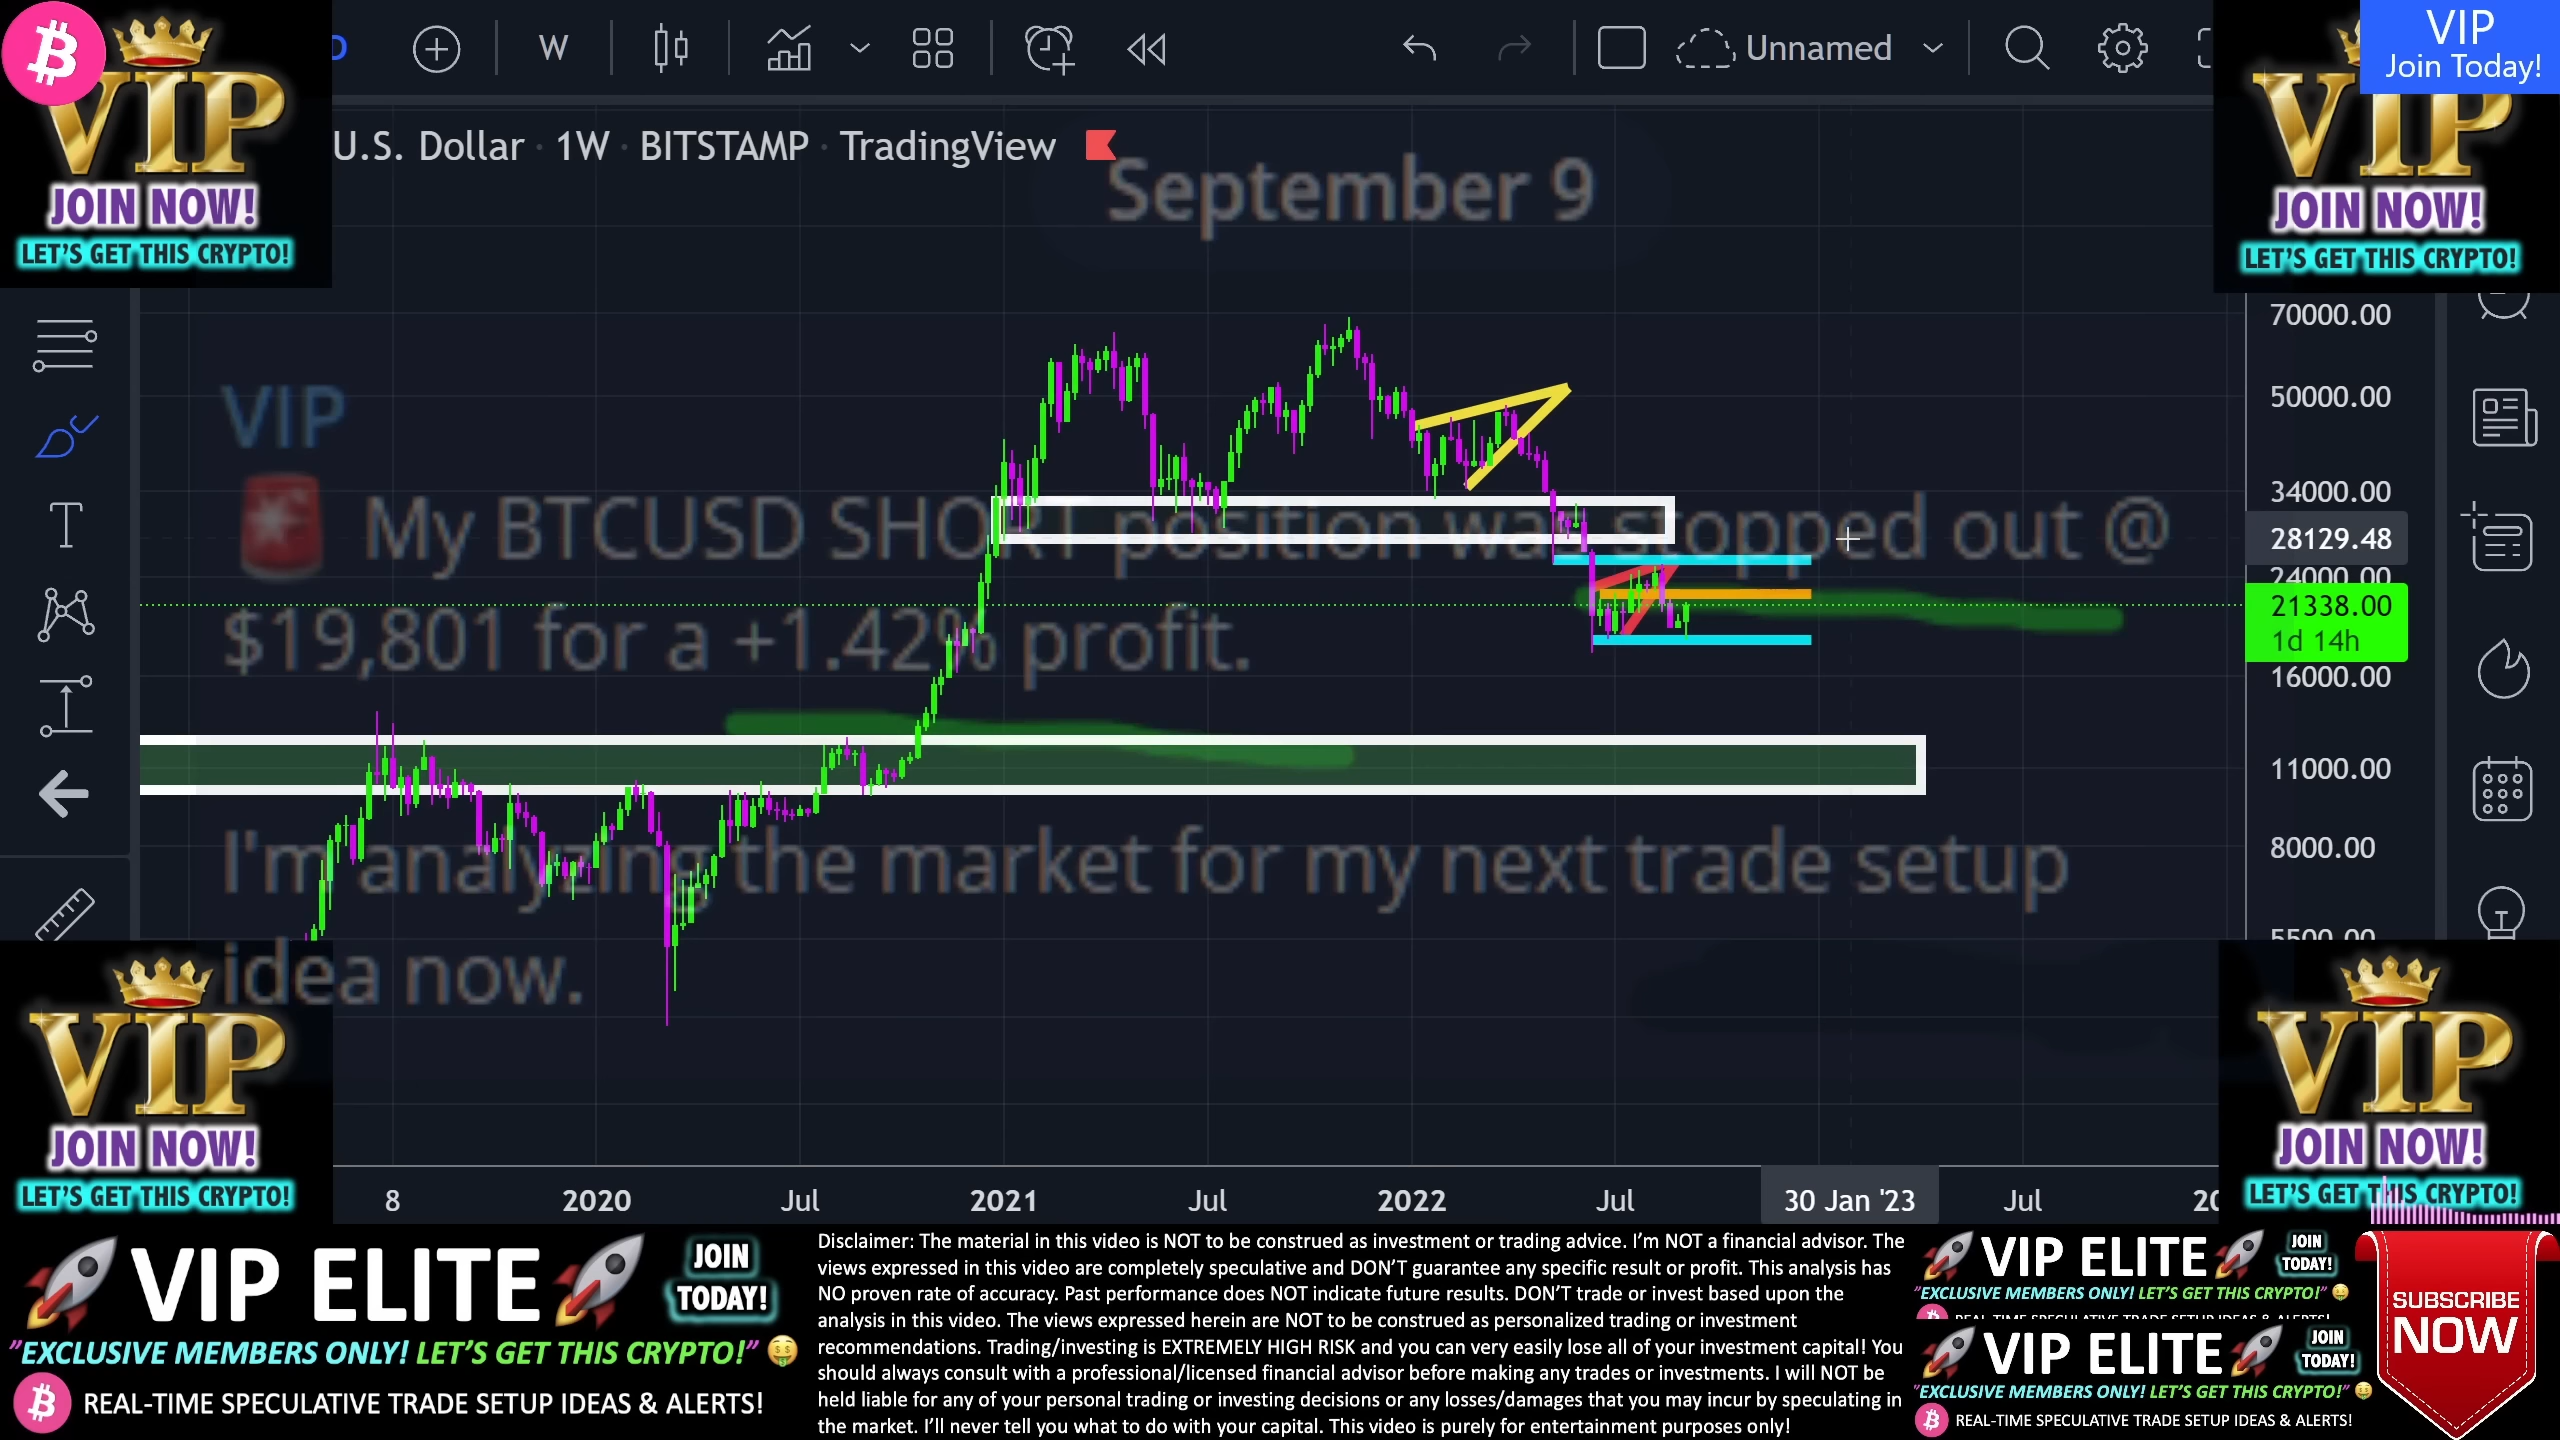 VIP
JOIN NOW!
LET'S GET THIS CRYPTO!
W
Unnamed
VIP
Join Today!
VIP
JOIN NOW!
LET'S GET THIS CRYPTO!
U.S. Dollar · 1W · BITSTAMP · TradingView
September 9
VIP
My BTCUSD SHORT position was stopped out @
$19,801 for a +1.42% profit.
I'm analyzing the market for my next trade setup
idea now.
70000.00
50000.00
34000.00
28129.48
24000.00
21338.00
1d 14h
16000.00
11000.00
8000.00
5500.00
VIP
JOIN NOW!
LET'S GET THIS CRYPTO!
VIP
JOIN NOW!
LET'S GET THIS CRYPTO!
8
2020
Jul
2021
Jul
2022
Jul
30 Jan '23
Jul
20
VIP ELITE
JOIN
TODAY!
"EXCLUSIVE MEMBERS ONLY! LET'S GET THIS CRYPTO!"
REAL-TIME SPECULATIVE TRADE SETUP IDEAS & ALERTS!
Disclaimer: The material in this video is NOT to be construed as investment or trading advice. I'm NOT a financial advisor. The
views expressed in this video are completely speculative and DON'T guarantee any specific result or profit. This analysis has
NO proven rate of accuracy. Past performance does NOT indicate future results. DON'T trade or invest based upon the
analysis in this video. The views expressed herein are NOT to be construed as personalized trading or investment
recommendations. Trading/investing is EXTREMELY HIGH RISK and you can very easily lose all of your investment capital! You
should always consult with a professional/licensed financial advisor before making any trades or investments. I will NOT be
held liable for any of your personal trading or investing decisions or any losses/damages that you may incur by speculating in
the market. I'll never tell you what to do with your capital. This video is purely for entertainment purposes only!
VIP ELITE
JOIN
TODAY!
"EXCLUSIVE MEMBERS ONLY! LET'S GET THIS CRYPTO!"
REAL-TIME SPECULATIVE TRADE SETUP IDEAS & ALERTS!
VIP ELITE
JOIN
TODAY!
"EXCLUSIVE MEMBERS ONLY! LET'S GET THIS CRYPTO!"
REAL-TIME SPECULATIVE TRADE SETUP IDEAS & ALERTS!
SUBSCRIBE
NOW